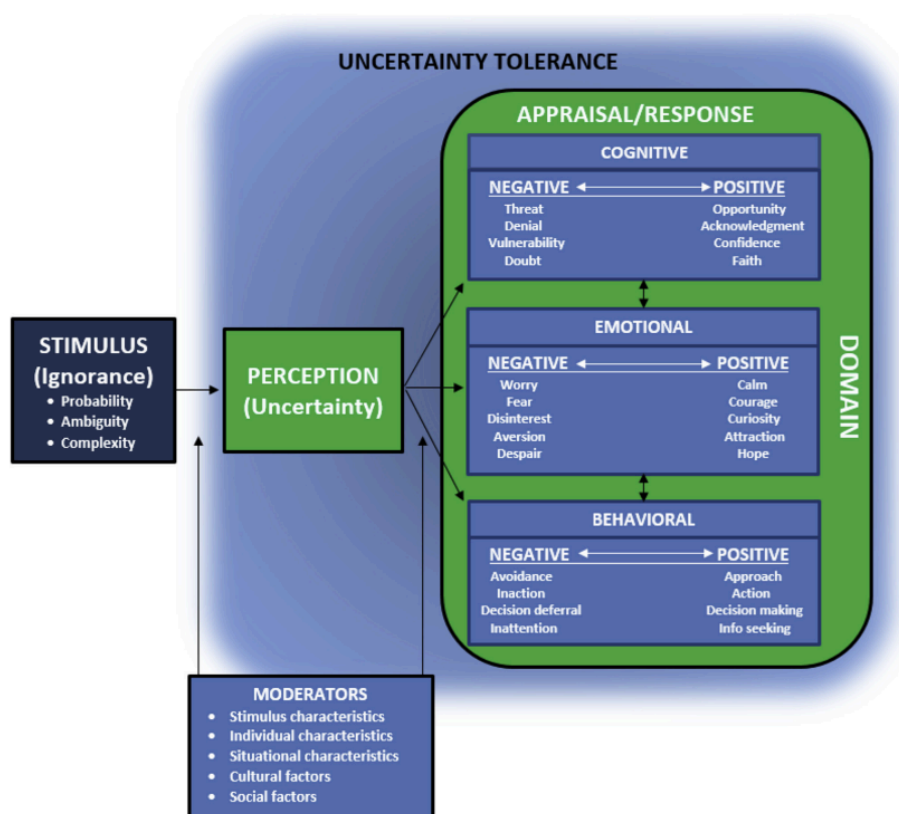 UNCERTAINTY TOLERANCE
APPRAISAL/RESPONSE
COGNITIVE
NEGATIVE POSITIVE
Threat Opportunity
Denial Acknowledgment
Vulnerability Confidence
Doubt Faith
EMOTIONAL
NEGATIVE POSITIVE
Worry Calm
Fear Courage
Disinterest Curiosity
Aversion Attraction
Despair Hope
BEHAVIORAL
NEGATIVE POSITIVE
Avoidance Approach
Inaction Action
Decision deferral Decision making
Inattention Info seeking
DOMAIN
STIMULUS
(Ignorance)
• Probability
• Ambiguity
• Complexity
PERCEPTION
(Uncertainty)
MODERATORS
• Stimulus characteristics
• Individual characteristics
• Situational characteristics
• Cultural factors
• Social factors